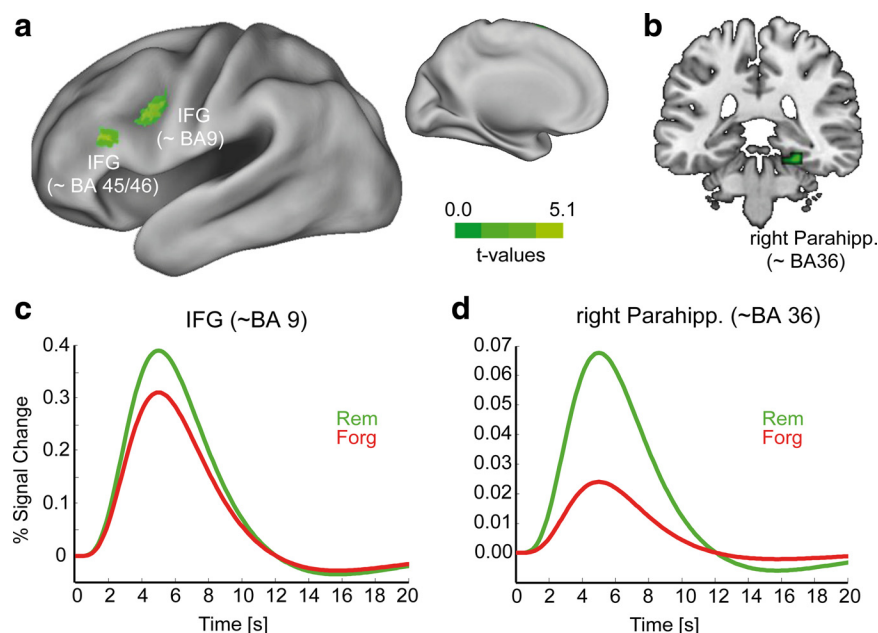 a
b
IFG
(~ BA9)
IFG
(~ BA 45/46)
0.0 5.1
t-values
right Parahipp.
(~ BA36)
c
IFG (~BA 9)
% Signal Change
0.4
0.3
0.2
0.1
0
Rem
Forg
0 2 4 6 8 10 12 14 16 18 20
Time [s]
d
right Parahipp. (~BA 36)
0.07
0.06
0.05
0.04
0.03
0.02
0.01
0.00
Rem
Forg
0 2 4 6 8 10 12 14 16 18 20
Time [s]